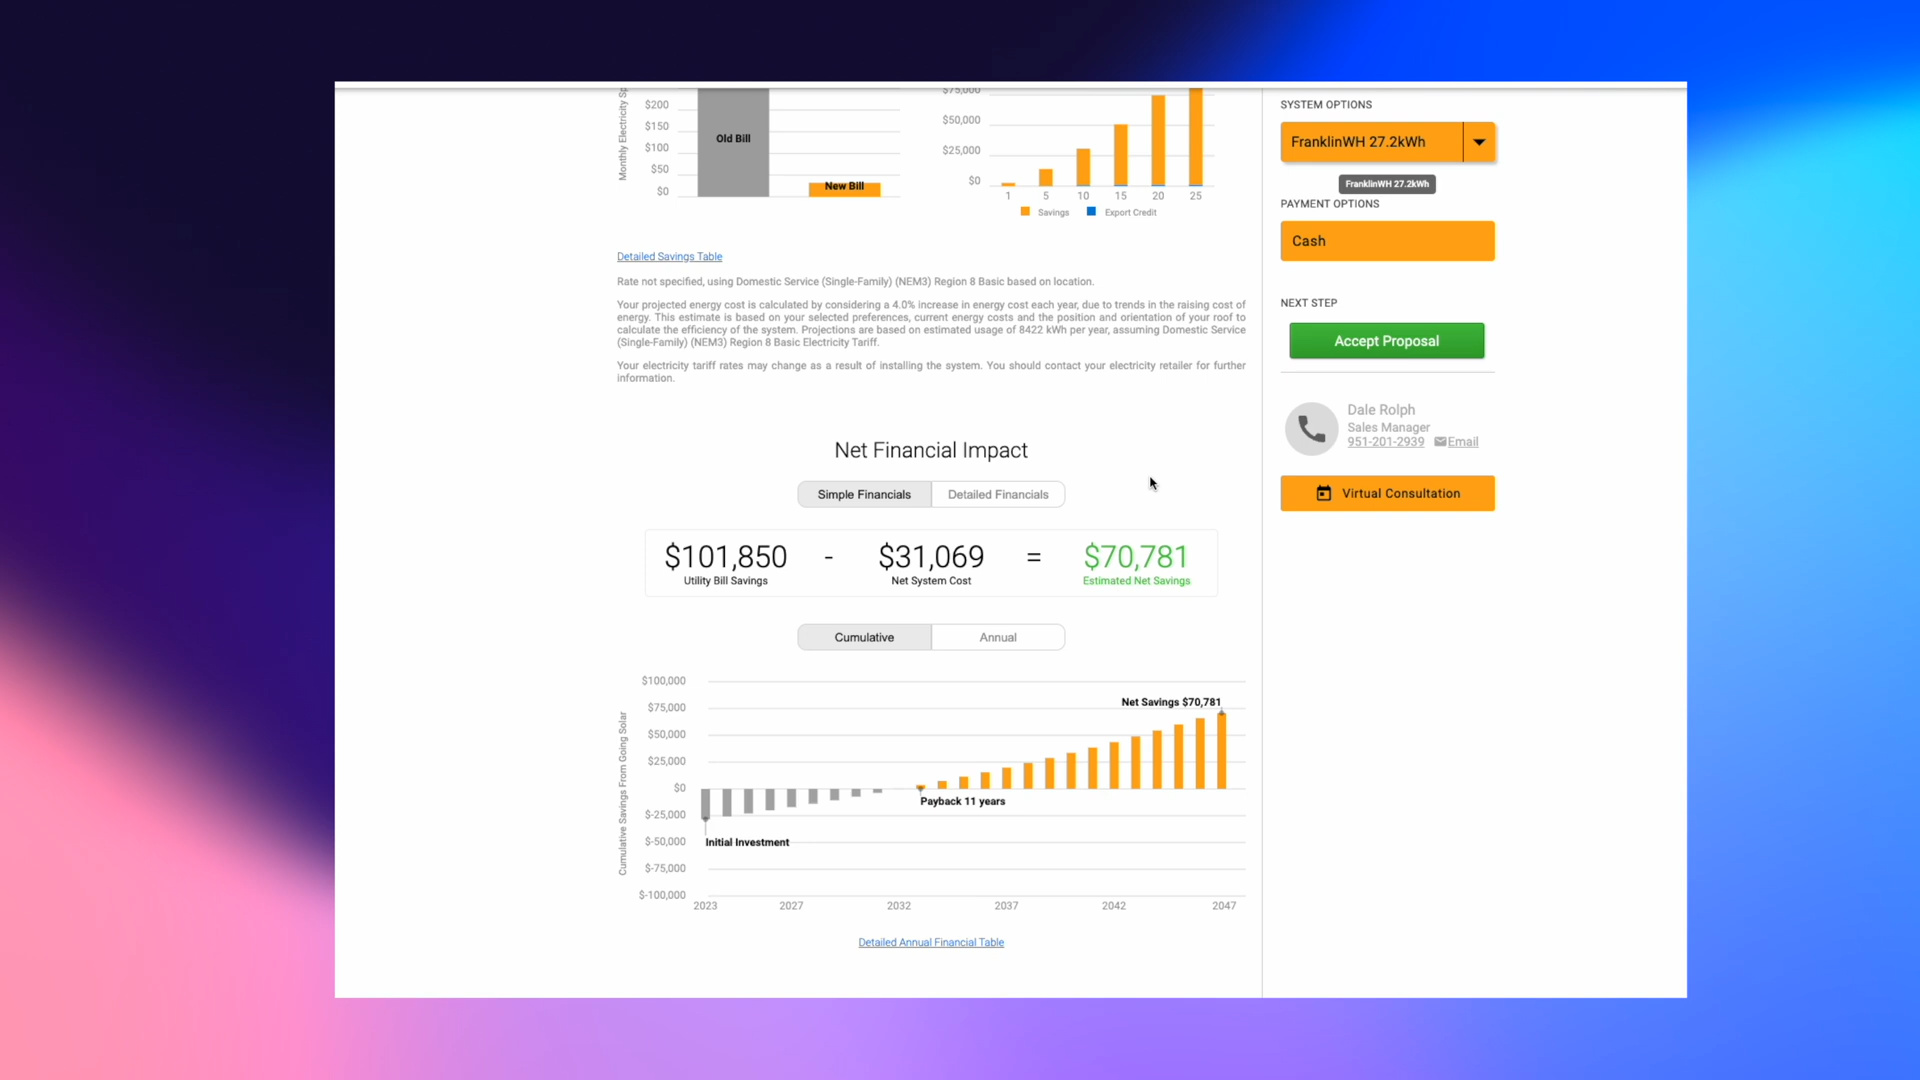 Monthly Electricity Sp
$200
$150
$100
$50
$0
Old Bill
New Bill
$75,000
$50,000
$25,000
$0
1 5 10 15 20 25
Savings Export Credit
Detailed Savings Table
Rate not specified, using Domestic Service (Single-Family) (NEM3) Region 8 Basic based on location.
Your projected energy cost is calculated by considering a 4.0% increase in energy cost each year, due to trends in the raising cost of
energy. This estimate is based on your selected preferences, current energy costs and the position and orientation of your roof to
calculate the efficiency of the system. Projections are based on estimated usage of 8422 kWh per year, assuming Domestic Service
(Single-Family) (NEM3) Region 8 Basic Electricity Tariff.
Your electricity tariff rates may change as a result of installing the system. You should contact your electricity retailer for further
information.
Net Financial Impact
Simple Financials Detailed Financials
$101,850 - $31,069 = $70,781
Utility Bill Savings Net System Cost Estimated Net Savings
Cumulative Annual
Cumulative Savings From Going Solar
$100,000
$75,000
$50,000
$25,000
$0
$-25,000
$-50,000
$-75,000
$-100,000
Net Savings $70,781
Payback 11 years
Initial Investment
2023 2027 2032 2037 2042 2047
Detailed Annual Financial Table
SYSTEM OPTIONS
FranklinWH 27.2kWh
FranklinWH 27.2kWh
PAYMENT OPTIONS
Cash
NEXT STEP
Accept Proposal
Dale Rolph
Sales Manager
951-201-2939 Email
Virtual Consultation